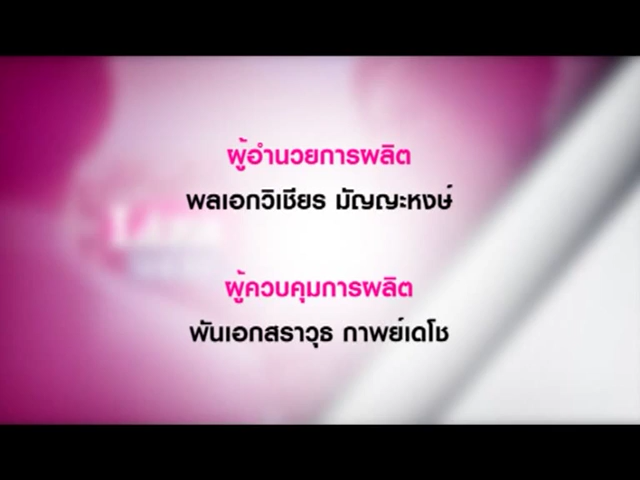 ผู้อำนวยการผลิต
พลเอกวิเชียร มัญญะหงษ์
ผู้ควบคุมการผลิต
พันเอกสราวุธ กาพย์เดโช